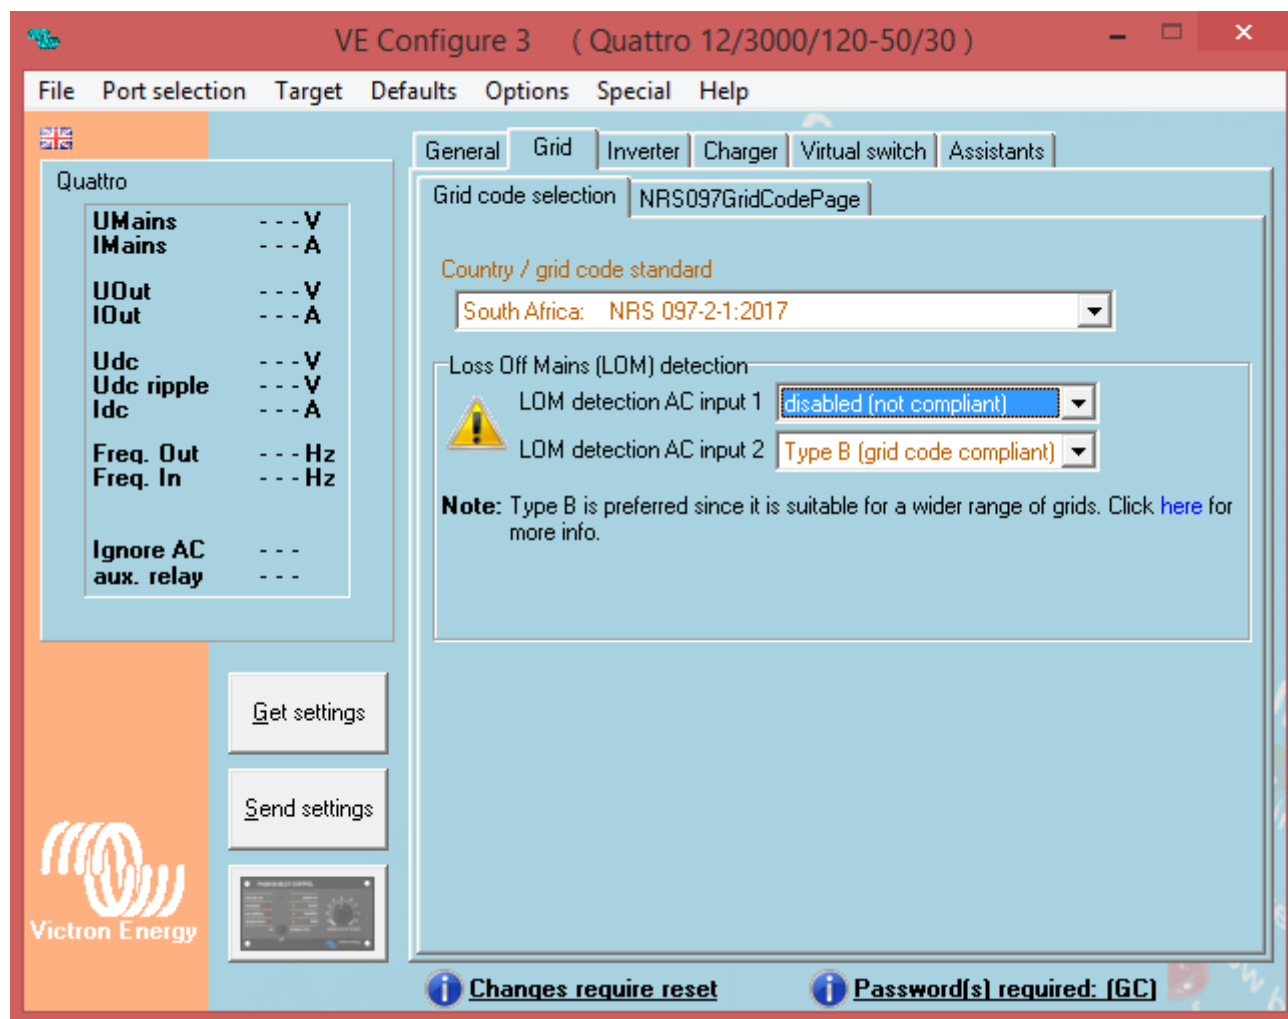 VE Configure 3 ( Quattro 12/3000/120-50/30 )
File Port selection Target Defaults Options Special Help
General Grid Inverter Charger Virtual switch Assistants
Grid code selection NRS097GridCodePage
Quattro
UMains - - - V
IMains - - - A
UOut - - - V
IOut - - - A
Udc - - - V
Udc ripple - - - V
Idc - - - A
Freq. Out - - - Hz
Freq. In - - - Hz
Ignore AC - - -
aux. relay - - -
Country / grid code standard
South Africa: NRS 097-2-1:2017
Loss Off Mains (LOM) detection
LOM detection AC input 1 disabled (not compliant)
LOM detection AC input 2 Type B (grid code compliant)
Note: Type B is preferred since it is suitable for a wider range of grids. Click here for
more info.
Get settings
Send settings
Victron Energy
Changes require reset
Password(s) required: (GC)